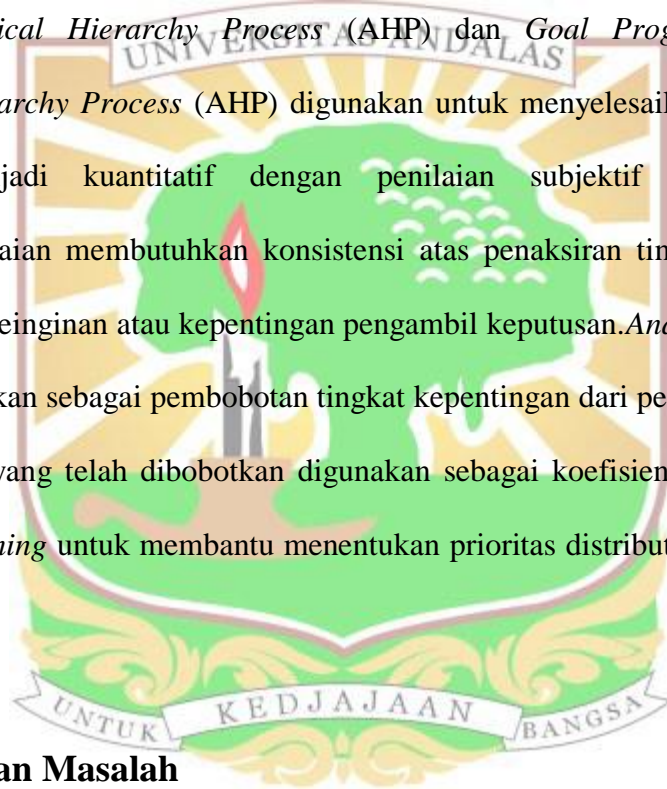 ical Hierarchy Process (AHP) dan Goal Prog
UNIVERSITAS ANDALAS
archy Process (AHP) digunakan untuk menyelesaik
jadi kuantitatif dengan penilaian subjektif
aian membutuhkan konsistensi atas penaksiran tin
einginan atau kepentingan pengambil keputusan.Ana
kan sebagai pembobotan tingkat kepentingan dari pe
yang telah dibobotkan digunakan sebagai koefisien
ning untuk membantu menentukan prioritas distribut
UNTUK KEDJAJAAN BANGSA
an Masalah